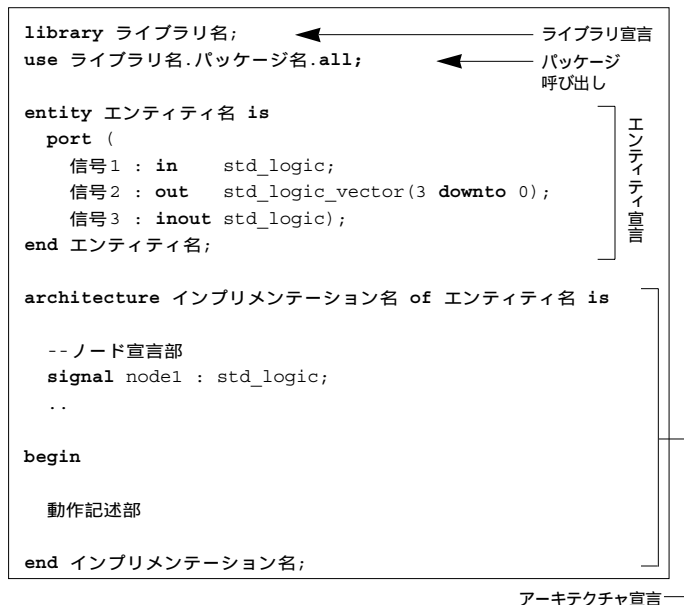 library ライブラリ名; ライブラリ宣言
use ライブラリ名.パッケージ名.all; パッケージ
呼び出し
entity エンティティ名 is
port (
信号1 : in std_logic;
信号2 : out std_logic_vector(3 downto 0);
信号3 : inout std_logic);
end エンティティ名;
エンティティ宣言
architecture インプリメンテーション名 of エンティティ名 is
--ノード宣言部
signal node1 : std_logic;
..
begin
動作記述部
end インプリメンテーション名;
アーキテクチャ宣言